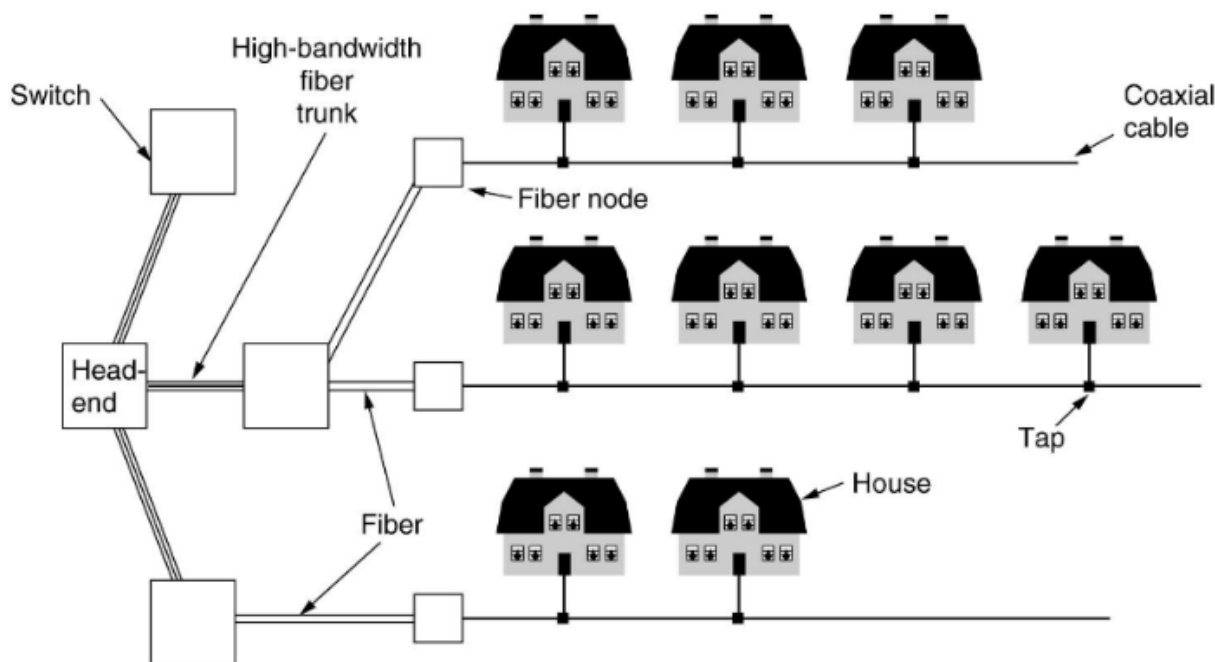 High-bandwidth
fiber
trunk
Switch
Coaxial
cable
Fiber node
Head-
end
Tap
House
Fiber